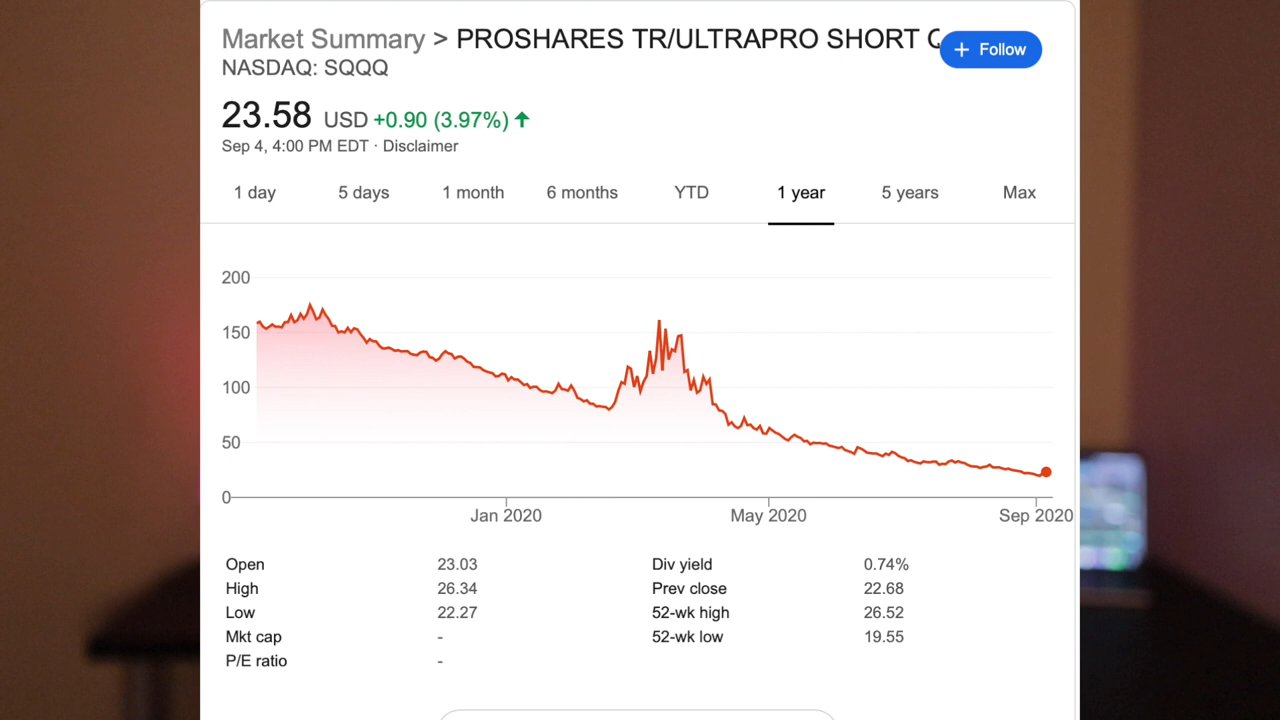 Market Summary > PROSHARES TR/ULTRAPRO SHORT Q
+ Follow
NASDAQ: SQQQ
23.58 USD +0.90 (3.97%) ↑
Sep 4, 4:00 PM EDT · Disclaimer
1 day 5 days 1 month 6 months YTD 1 year 5 years Max
200
150
100
50
0
Jan 2020 May 2020 Sep 2020
Open 23.03 Div yield 0.74%
High 26.34 Prev close 22.68
Low 22.27 52-wk high 26.52
Mkt cap - 52-wk low 19.55
P/E ratio -